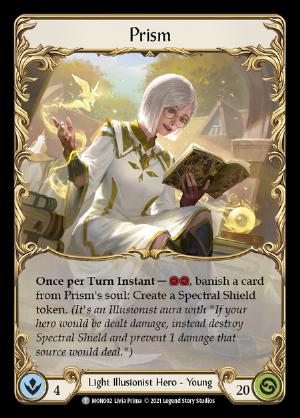 Prism
Once per Turn Instant — , banish a card
from Prism's soul: Create a Spectral Shield
token. (It's an Illusionist aura with "If your
hero would be dealt damage, instead destroy
Spectral Shield and prevent 1 damage that
source would deal.")
4
Light Illusionist Hero - Young
20
MON002 Livia Prima © 2021 Legend Story Studios